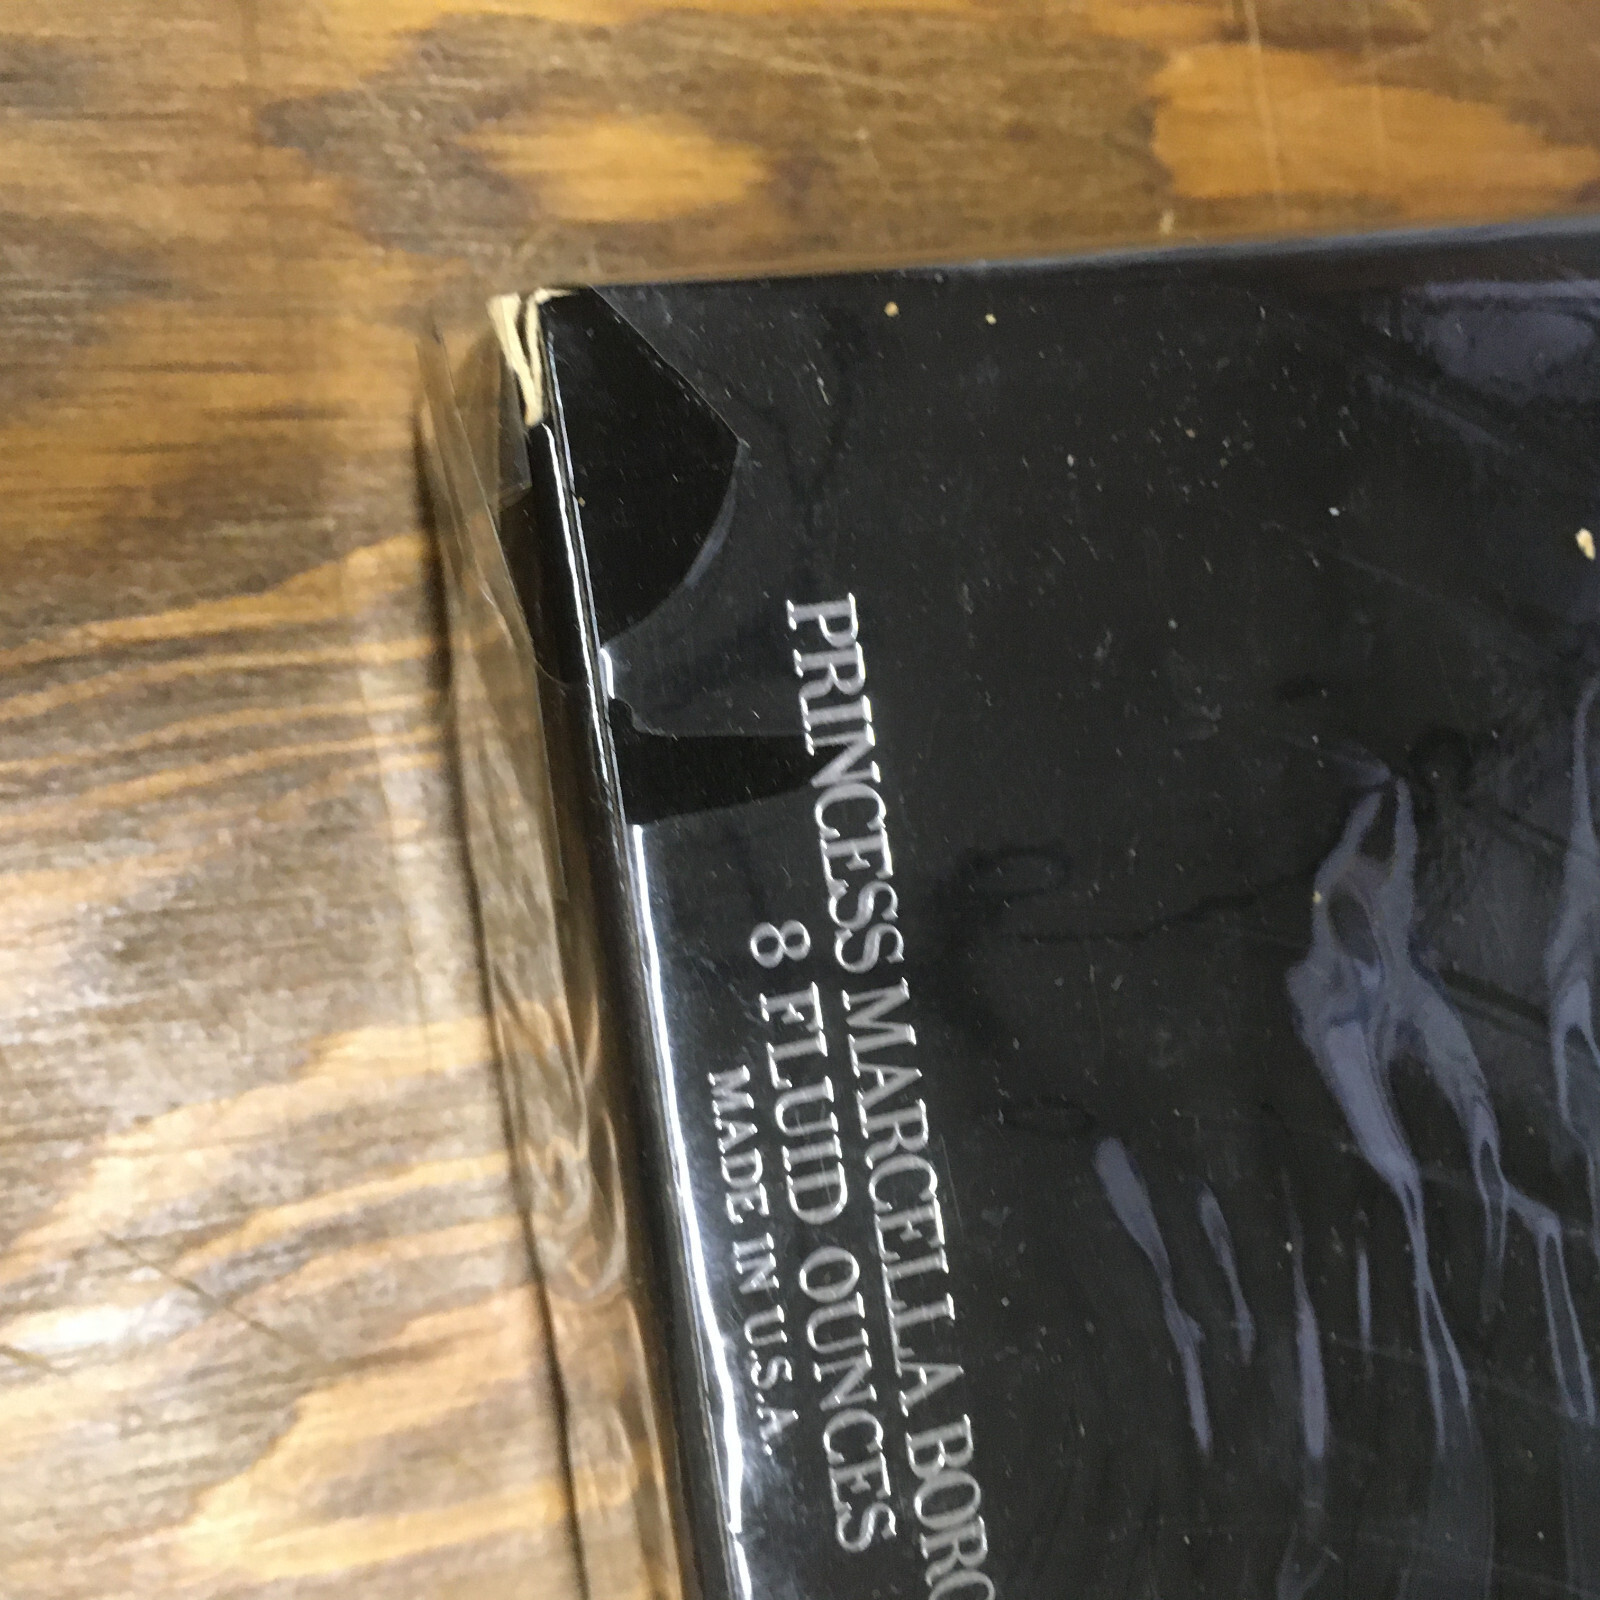 PRINCESS MARCELLA BORG
8 FLUID OUNCES
MADE IN U.S.A.